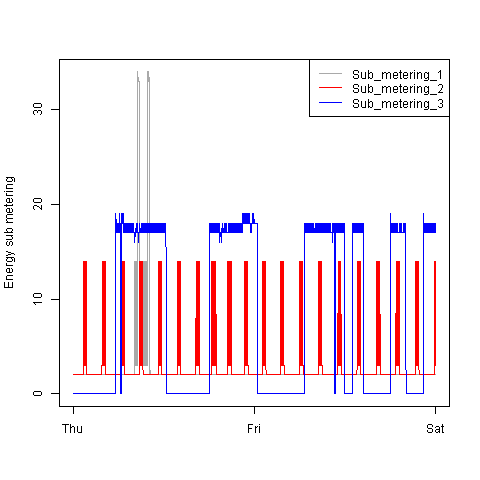 Sub_metering_1
Sub_metering_2
Sub_metering_3
Energy sub metering
30
20
10
0
Thu Fri Sat